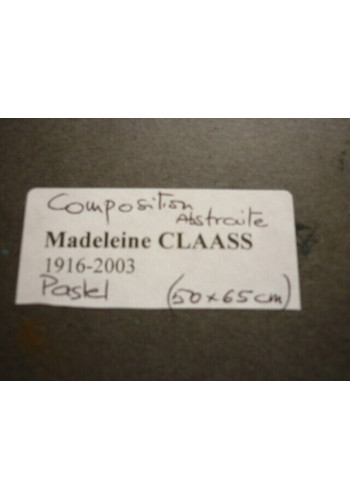 Composition
Abstraite
Madeleine CLAASS
1916-2003
Pastel (50x65cm)